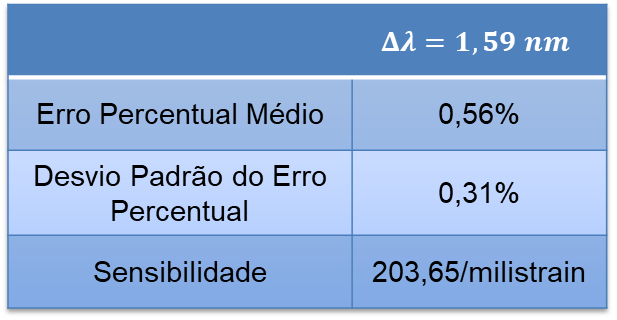 Δλ = 1,59 nm
Erro Percentual Médio
0,56%
Desvio Padrão do Erro
Percentual
0,31%
Sensibilidade
203,65/milistrain